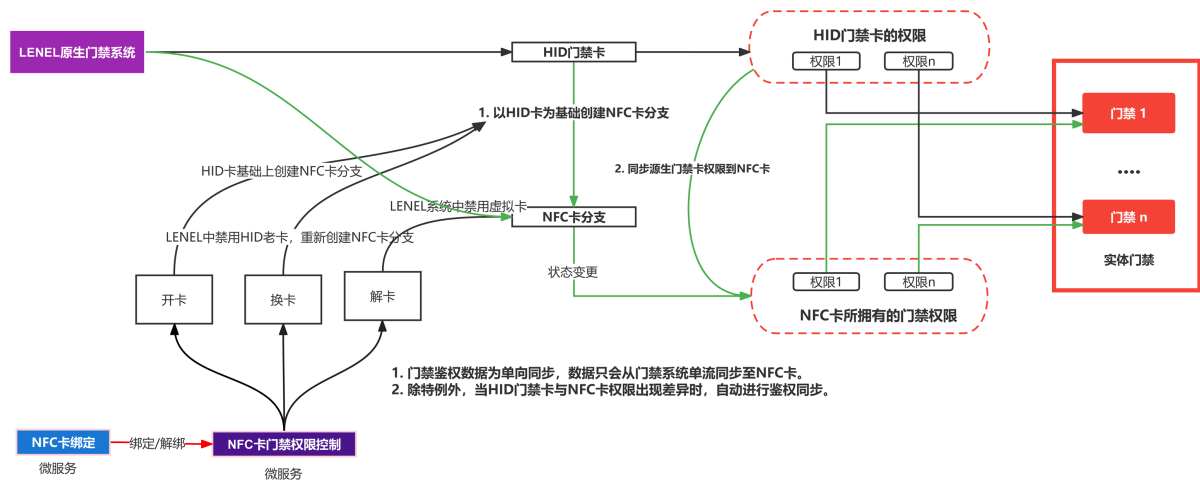 LENEL原生门禁系统
HID门禁卡
HID门禁卡的权限
权限1
权限n
1. 以HID卡为基础创建NFC卡分支
门禁 1
HID卡基础上创建NFC卡分支
2. 同步源生门禁卡权限到NFC卡
....
LENEL系统中禁用虚拟卡
NFC卡分支
门禁 n
LENEL中禁用HID老卡，重新创建NFC卡分支
实体门禁
状态变更
开卡
换卡
解卡
权限1
权限n
NFC卡所拥有的门禁权限
1. 门禁鉴权数据为单向同步，数据只会从门禁系统单流同步至NFC卡。
2. 除特例外，当HID门禁卡与NFC卡权限出现差异时，自动进行鉴权同步。
NFC卡绑定
绑定/解绑
NFC卡门禁权限控制
微服务
微服务